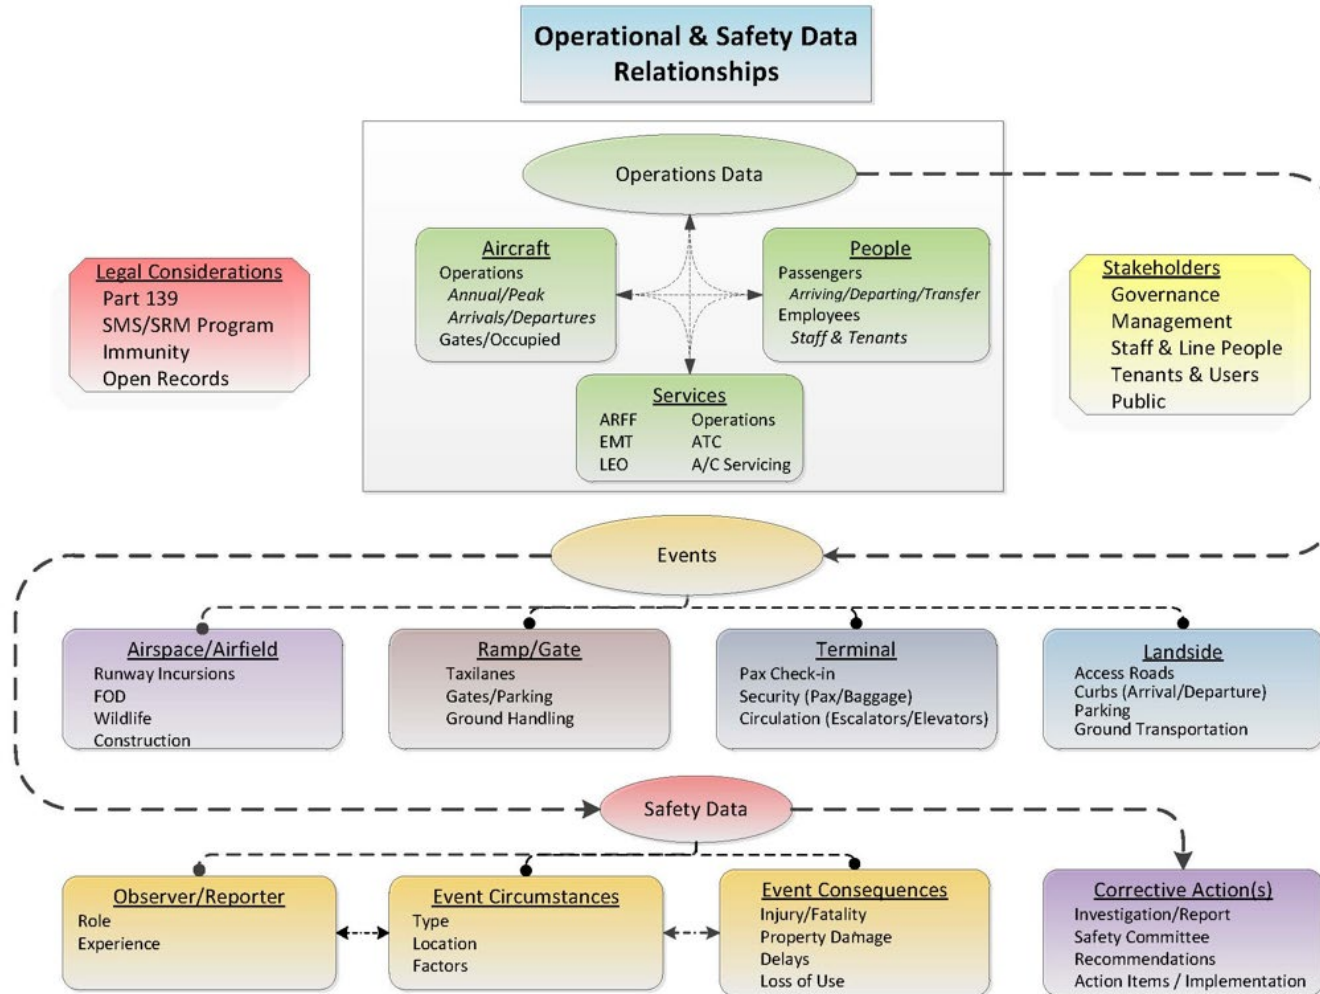 Operational & Safety Data
Relationships
Operations Data
Aircraft
Operations
Annual/Peak
Arrivals/Departures
Gates/Occupied
People
Passengers
Arriving/Departing/Transfer
Employees
Staff & Tenants
Services
ARFF Operations
EMT ATC
LEO A/C Servicing
Legal Considerations
Part 139
SMS/SRM Program
Immunity
Open Records
Stakeholders
Governance
Management
Staff & Line People
Tenants & Users
Public
Events
Airspace/Airfield
Runway Incursions
FOD
Wildlife
Construction
Ramp/Gate
Taxilanes
Gates/Parking
Ground Handling
Terminal
Pax Check-in
Security (Pax/Baggage)
Circulation (Escalators/Elevators)
Landside
Access Roads
Curbs (Arrival/Departure)
Parking
Ground Transportation
Safety Data
Observer/Reporter
Role
Experience
Event Circumstances
Type
Location
Factors
Event Consequences
Injury/Fatality
Property Damage
Delays
Loss of Use
Corrective Action(s)
Investigation/Report
Safety Committee
Recommendations
Action Items / Implementation